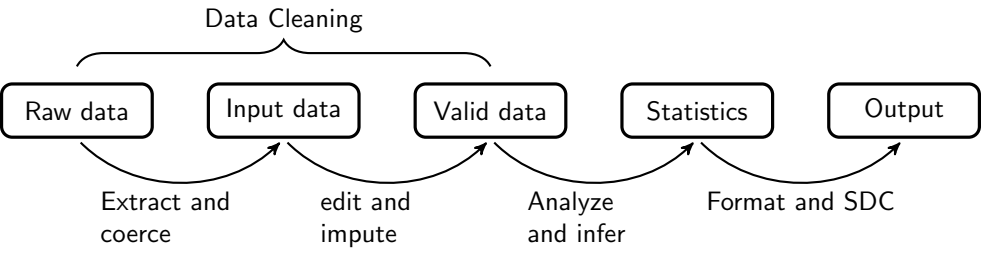 Data Cleaning
Raw data
Input data
Valid data
Statistics
Output
Extract and
coerce
edit and
impute
Analyze
and infer
Format and SDC